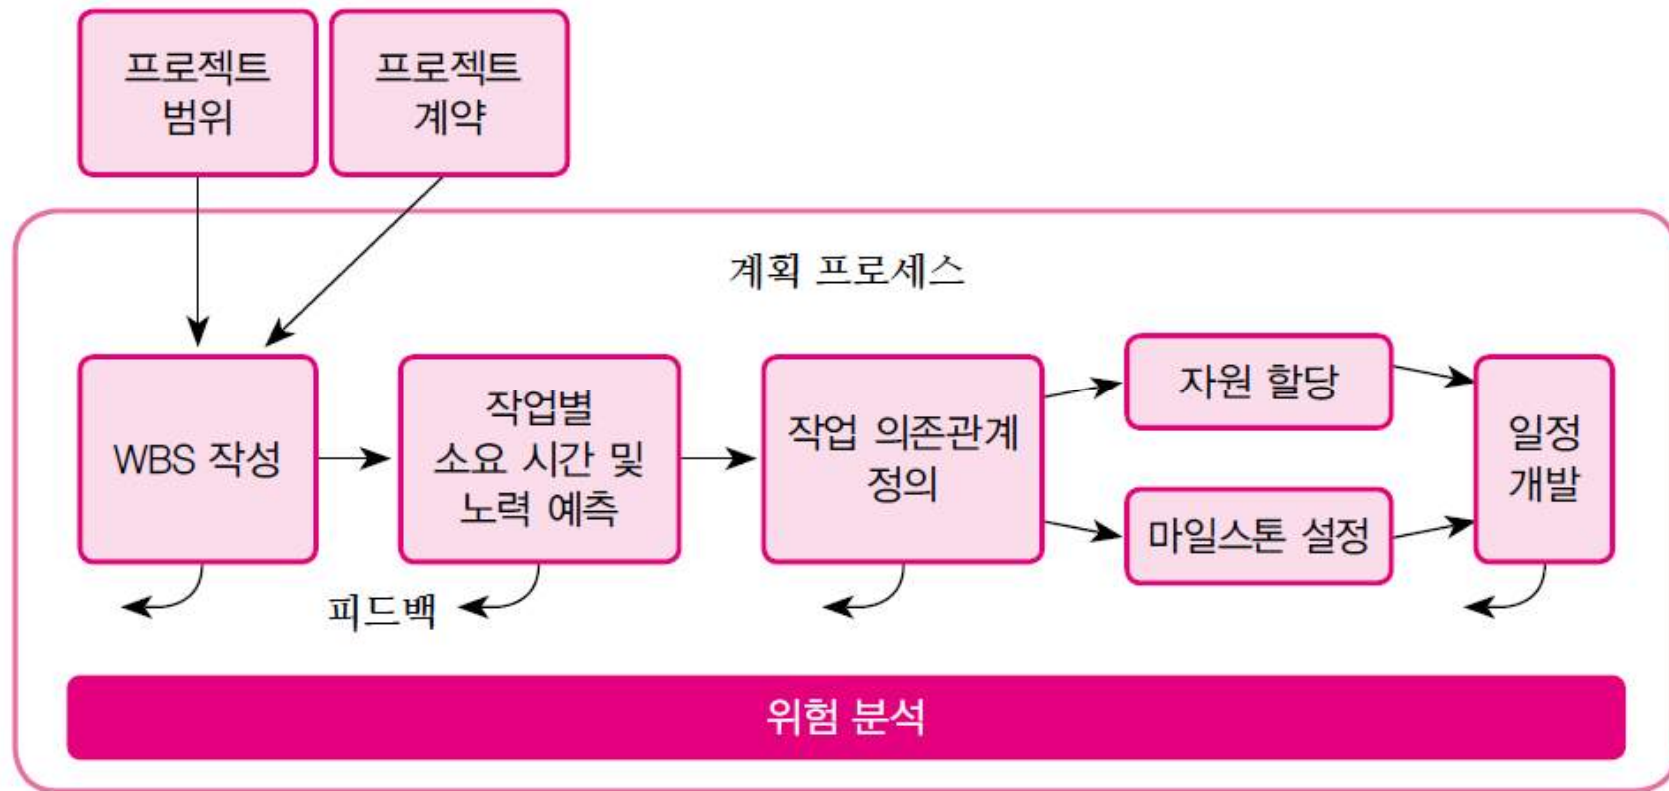 프로젝트
범위
프로젝트
계약
계획 프로세스
WBS 작성
작업별
소요 시간 및
노력 예측
작업 의존관계
정의
자원 할당
마일스톤 설정
일정
개발
피드백
위험 분석